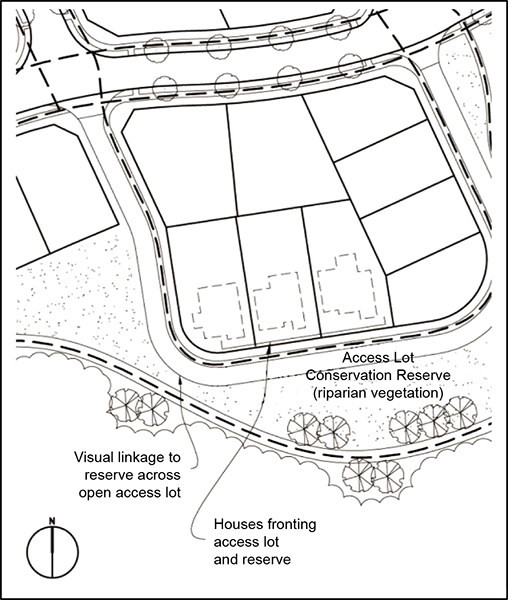 Access Lot
Conservation Reserve
(riparian vegetation)
Visual linkage to
reserve across
open access lot
Houses fronting
access lot
and reserve
N